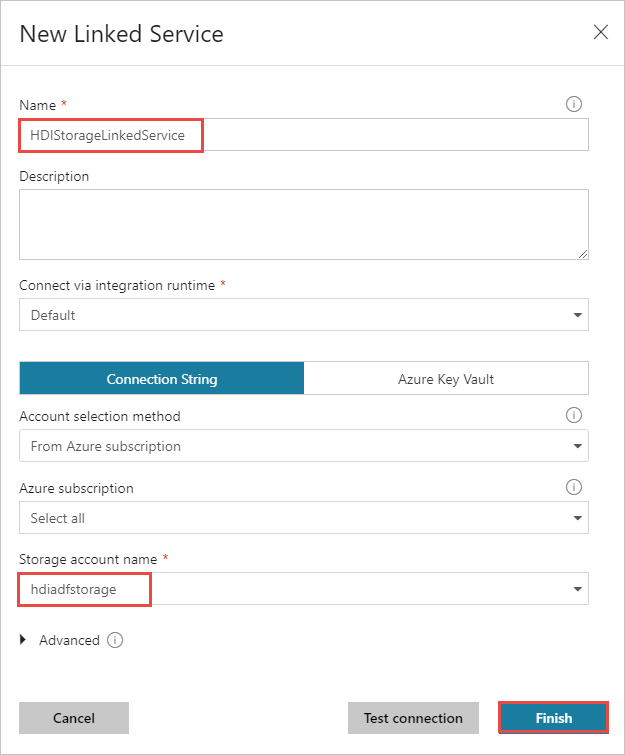 New Linked Service
Name *
HDIStorageLinkedService
Description
Connect via integration runtime *
Default
Connection String
Azure Key Vault
Account selection method
From Azure subscription
Azure subscription
Select all
Storage account name *
hdiadfstorage
Advanced
Cancel
Test connection
Finish